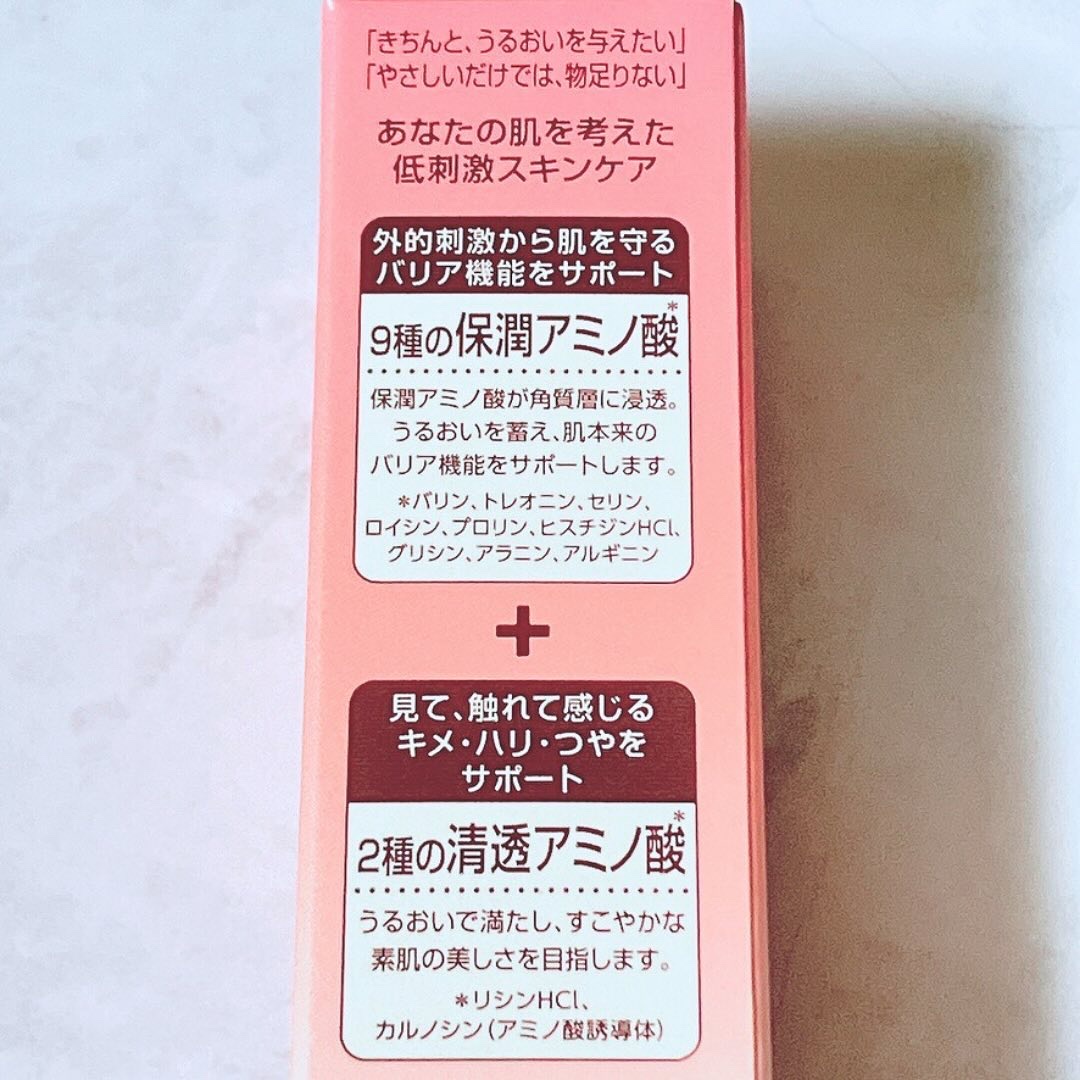 「きちんと、うるおいを与えたい」
「やさしいだけでは、物足りない」
あなたの肌を考えた
低刺激スキンケア
外的刺激から肌を守る
バリア機能をサポート
9種の保潤アミノ酸*
保潤アミノ酸が角質層に浸透。
うるおいを蓄え、肌本来の
バリア機能をサポートします。
*バリン、トレオニン、セリン、
ロイシン、プロリン、ヒスチジンHCl、
グリシン、アラニン、アルギニン
+
見て、触れて感じる
キメ・ハリ・つやを
サポート
2種の清透アミノ酸*
うるおいで満たし、すこやかな
素肌の美しさを目指します。
*リシンHCl、
カルノシン(アミノ酸誘導体)